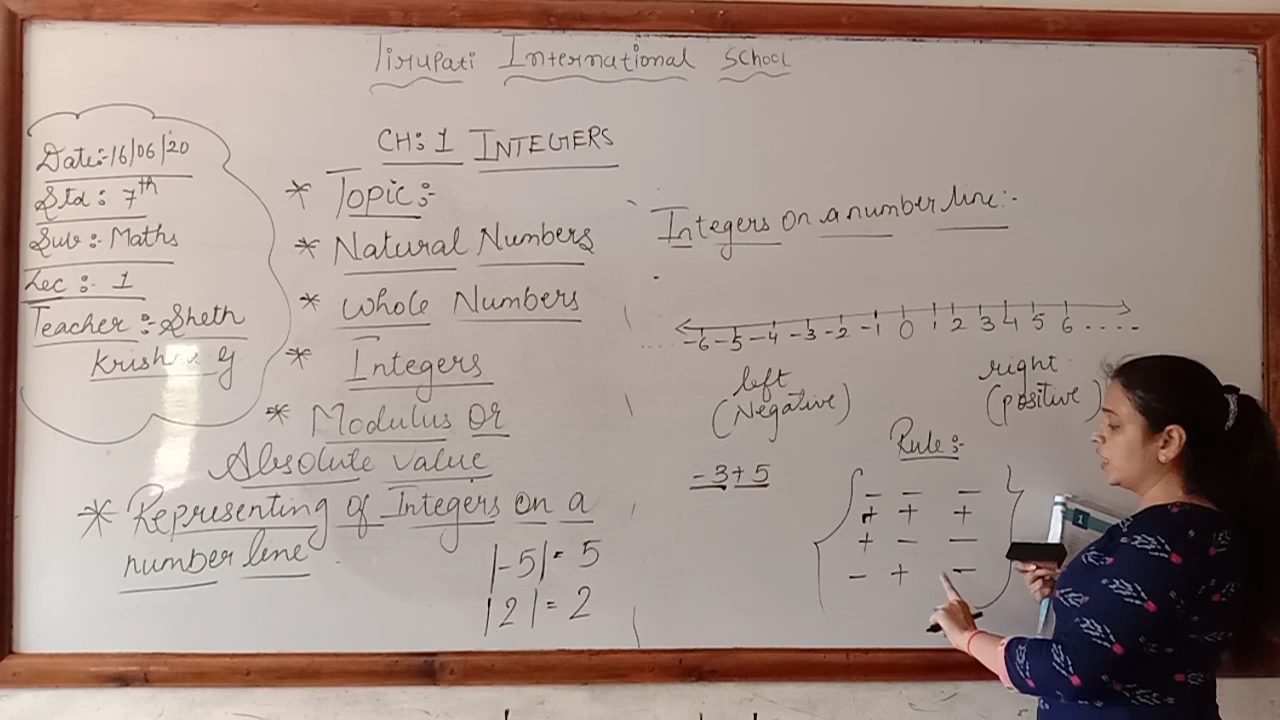 Tirupati International School
Date:-16/06/20
Std : 7th
Sub :- Maths
Lec :- 1
Teacher :- Sheth
CH: 1 INTEGERS
* Topic:-
* Natural Numbers
* Whole Numbers
* Integers
* Modulus or
Absolute value
* Representing of Integers on a
number line
|-5| = 5
|2| = 2
Integers on a number line:-
.... -6 -5 -4 -3 -2 -1 0 1 2 3 4 5 6 .....
left
(Negative)
right
(positive)
-3+5
Rule:-
- - -
+ + +
+ - -
- + -